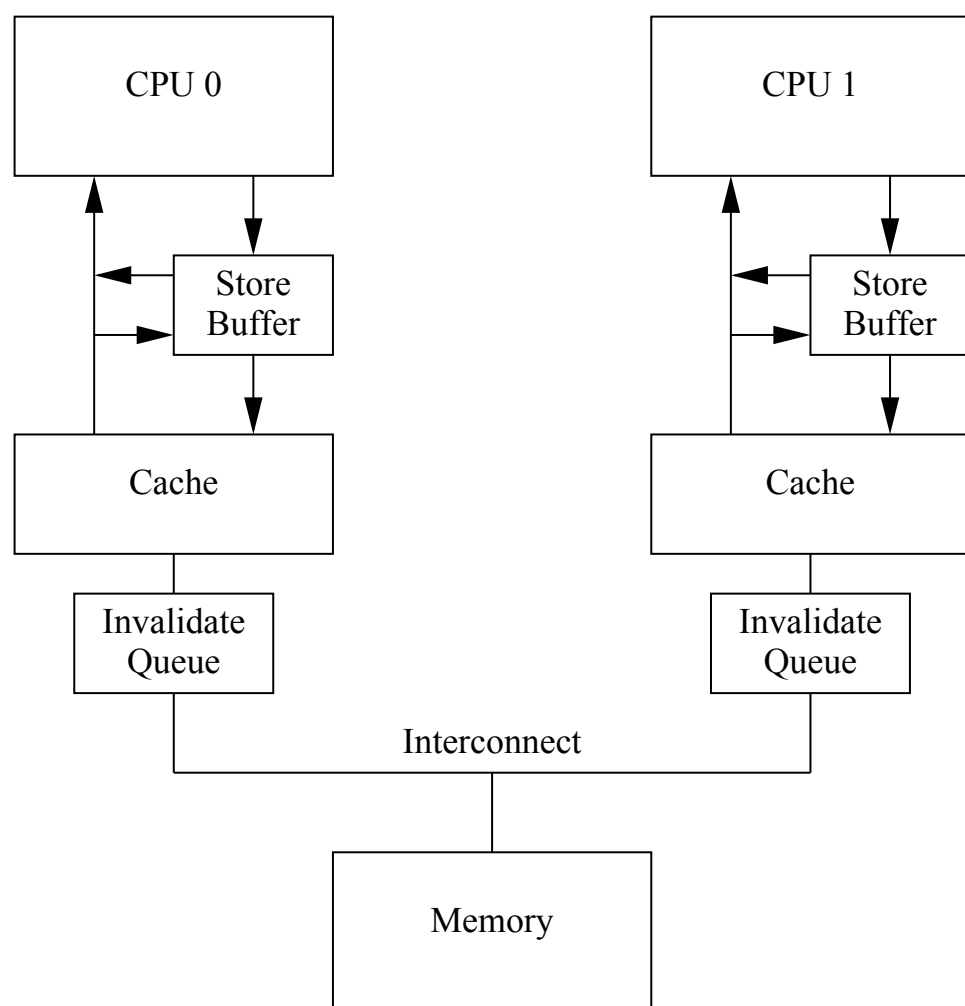 CPU 0
CPU 1
Store
Buffer
Store
Buffer
Cache
Cache
Invalidate
Queue
Invalidate
Queue
Interconnect
Memory